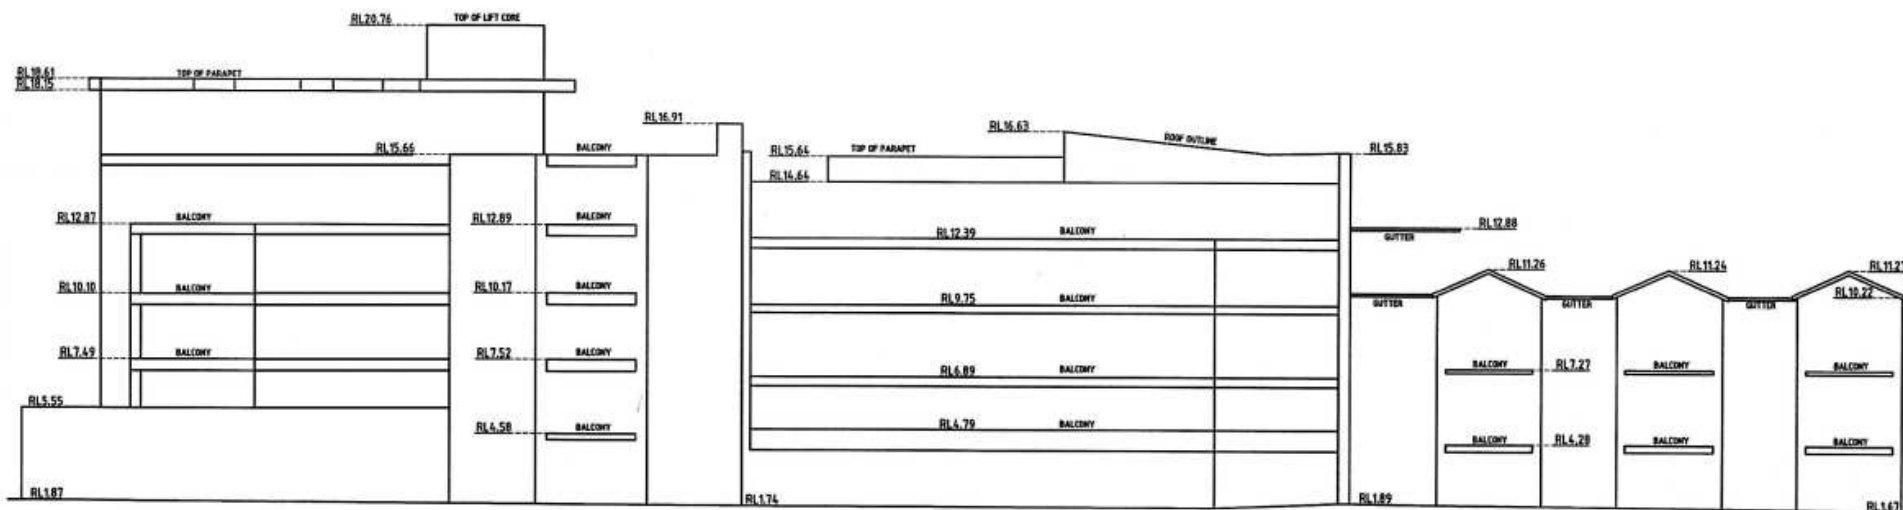 RL20.76
TOP OF LIFT CORE
RL18.61
TOP OF PARAPET
RL18.15
RL16.91
RL16.63
ROOF OUTLINE
RL15.66
BALCONY
RL15.64
TOP OF PARAPET
RL15.83
RL14.64
RL12.87
BALCONY
RL12.89
BALCONY
RL12.39
BALCONY
RL12.88
GUTTER
RL11.26
RL11.24
RL11.27
RL10.10
BALCONY
RL10.17
BALCONY
RL9.75
BALCONY
GUTTER
GUTTER
GUTTER
RL10.22
RL7.49
BALCONY
RL7.52
BALCONY
RL6.89
BALCONY
BALCONY
RL7.27
BALCONY
BALCONY
RL5.55
RL4.58
BALCONY
RL4.79
BALCONY
BALCONY
RL4.28
BALCONY
BALCONY
RL1.87
RL1.74
RL1.89
RL1.67